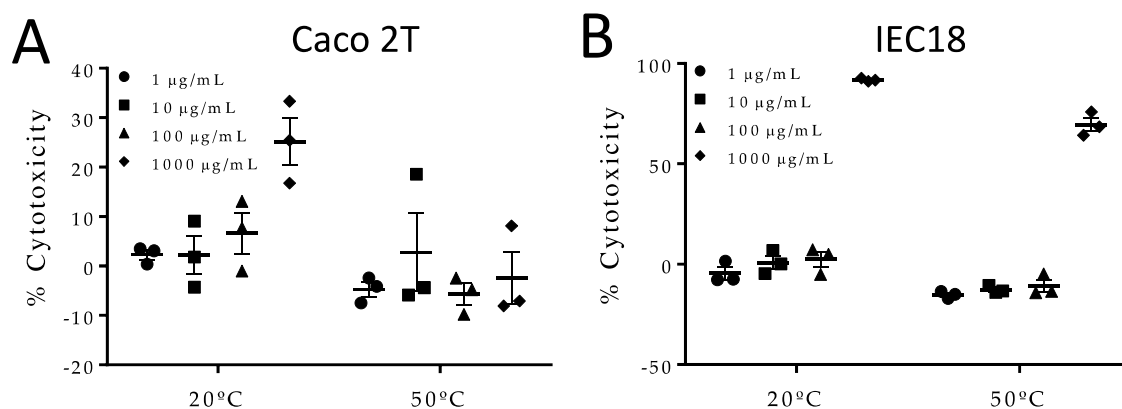 A
Caco 2T
% Cytotoxicity
40
30
20
10
0
-10
-20
1 µg/mL
10 µg/mL
100 µg/mL
1000 µg/mL
20ºC
50ºC
B
IEC18
% Cytotoxicity
100
50
0
-50
1 µg/mL
10 µg/mL
100 µg/mL
1000 µg/mL
20ºC
50ºC